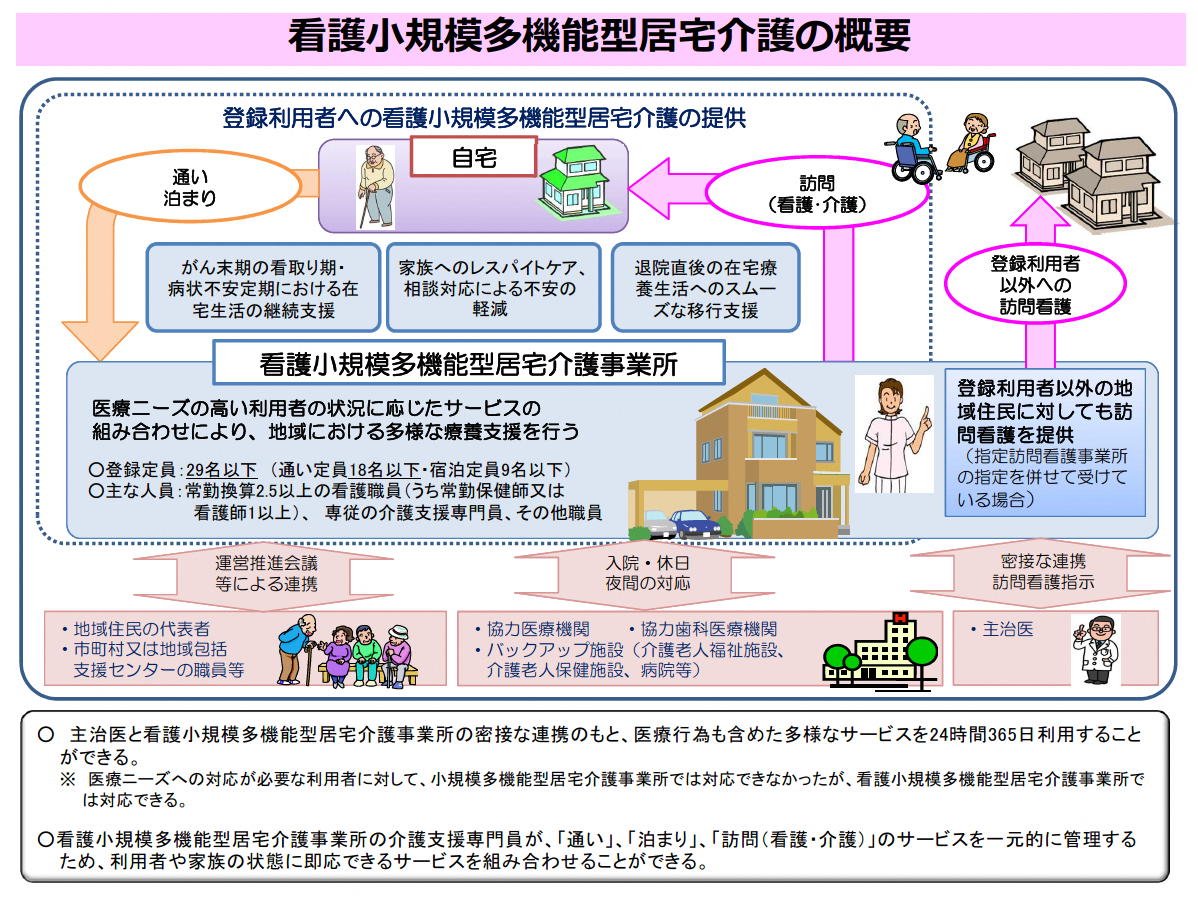 看護小規模多機能型居宅介護の概要
登録利用者への看護小規模多機能型居宅介護の提供
自宅
通い
泊まり
訪問
（看護・介護）
登録利用者
以外への
訪問看護
がん末期の看取り期・
病状不安定期における在
宅生活の継続支援
家族へのレスパイトケア、
相談対応による不安の
軽減
退院直後の在宅療
養生活へのスムー
ズな移行支援
看護小規模多機能型居宅介護事業所
医療ニーズの高い利用者の状況に応じたサービスの
組み合わせにより、地域における多様な療養支援を行う
○登録定員：29名以下 （通い定員18名以下・宿泊定員9名以下）
○主な人員：常勤換算2.5以上の看護職員（うち常勤保健師又は
看護師1以上）、 専従の介護支援専門員、その他職員
登録利用者以外の地
域住民に対しても訪
問看護を提供
（指定訪問看護事業所
の指定を併せて受けて
いる場合）
運営推進会議
等による連携
入院・休日
夜間の対応
密接な連携
訪問看護指示
・地域住民の代表者
・市町村又は地域包括
支援センターの職員等
・協力医療機関 ・協力歯科医療機関
・バックアップ施設（介護老人福祉施設、
介護老人保健施設、病院等）
H
・主治医
○ 主治医と看護小規模多機能型居宅介護事業所の密接な連携のもと、医療行為も含めた多様なサービスを24時間365日利用すること
ができる。
※ 医療ニーズへの対応が必要な利用者に対して、小規模多機能型居宅介護事業所では対応できなかったが、看護小規模多機能型居宅介護事業所で
は対応できる。
○看護小規模多機能型居宅介護事業所の介護支援専門員が、「通い」、「泊まり」、「訪問（看護・介護）」のサービスを一元的に管理する
ため、利用者や家族の状態に即応できるサービスを組み合わせることができる。